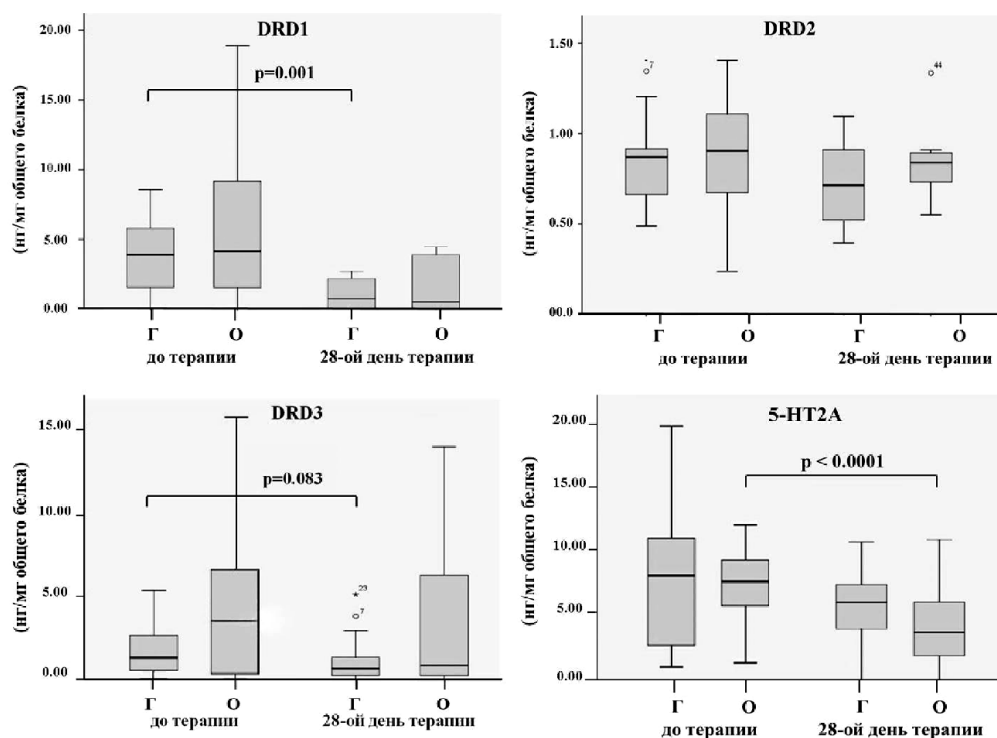 DRD1
(нг/мг общего белка)
20.00
15.00
10.00
5.00
0.00
p=0.001
Г О Г О
до терапии 28-ой день терапии
DRD2
(нг/мг общего белка)
1.50
1.00
0.50
00.0
7
44
Г О Г О
до терапии 28-ой день терапии
DRD3
(нг/мг общего белка)
15.00
10.00
5.00
0.00
p=0.083
23
7
Г О Г О
до терапии 28-ой день терапии
5-HT2A
(нг/мг общего белка)
20.00
15.00
10.00
5.00
0.00
p < 0.0001
Г О Г О
до терапии 28-ой день терапии